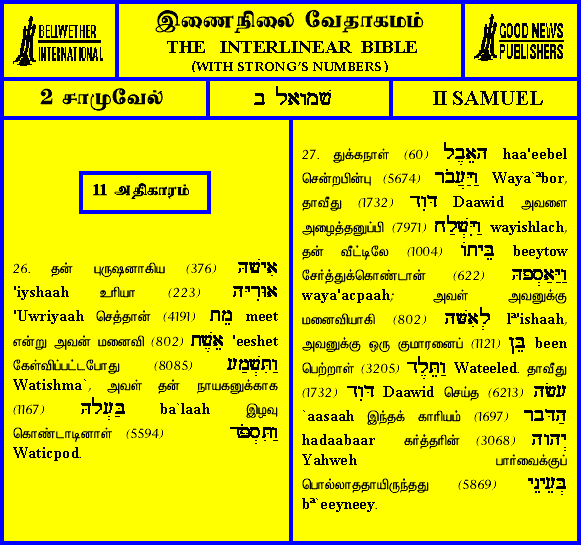 BELLWETHER
INTERNATIONAL
இணைநிலை வேதாகமம்
THE INTERLINEAR BIBLE
(WITH STRONG'S NUMBERS)
GOOD NEWS
PUBLISHERS
2 சாமுவேல்
שמואל ב
II SAMUEL
11 அதிகாரம்
26. தன் புருஷனாகிய (376) אִישָׁהּ
'iyshaah உரியா (223) אוּרִיָּה
'Uwriyaah செத்தான் (4191) מֵת meet
என்று அவன் மனைவி (802) אֵשֶׁת 'eeshet
கேள்விப்பட்டபோது (8085) וַתִּשְׁמַע
Watishma`, அவள் தன் நாயகனுக்காக
(1167) בַּעְלָהּ ba`laah இழவு
கொண்டாடினாள் (5594) וַתִּסְפֹּד
Waticpod.
27. துக்கநாள் (60) הָאֵבֶל haa'eebel
சென்றபின்பு (5674) וַיַּעֲבֹר Waya`ᵃbor,
தாவீது (1732) דָּוִד Daawid அவளை
அழைத்தனுப்பி (7971) וַיִּשְׁלַח wayishlach,
தன் வீட்டிலே (1004) בֵּיתוֹ beeytow
சேர்த்துக்கொண்டான் (622) וַיַּאַסְפָהּ
waya'acpaah; அவள் அவனுக்கு
மனைவியாகி (802) לְאִשָּׁה lᵉ'ishaah,
அவனுக்கு ஒரு குமாரனைப் (1121) בֵּן been
பெற்றாள் (3205) וַתֵּלֶד Wateeled. தாவீது
(1732) דָּוִד Daawid செய்த (6213) עָשָׂה
`aasaah இந்தக் காரியம் (1697) הַדָּבָר
hadaabaar கர்த்தரின் (3068) יְהוָה
Yahweh பார்வைக்குப்
பொல்லாததாயிருந்தது (5869) בְּעֵינֵי
bᵉ`eeyneey.